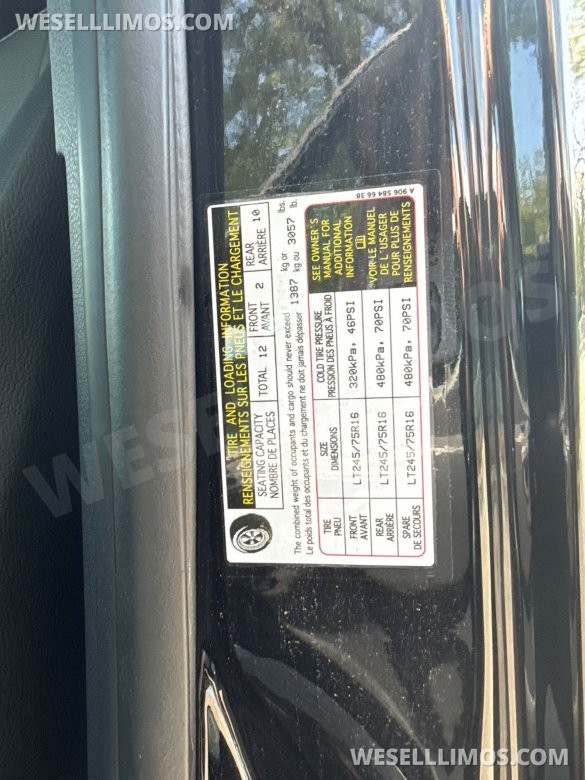 WESELLLIMOS.COM
WESELLLIMOS.COM
TIRE AND LOADING INFORMATION
RENSEIGNEMENTS SUR LES PNEUS ET LE CHARGEMENT
SEATING CAPACITY TOTAL 12 FRONT 2 REAR 10
NOMBRE DE PLACES AVANT ARRIÈRE
The combined weight of occupants and cargo should never exceed 1387 kg or 3057 lbs.
Le poids total des occupants et du chargement ne doit jamais dépasser kg ou lb.
TIRE SIZE COLD TIRE PRESSURE
PNEU DIMENSIONS PRESSION DES PNEUS À FROID
FRONT LT245/75R16 320kPa, 46PSI
AVANT
REAR LT245/75R16 480kPa, 70PSI
ARRIÈRE
SPARE LT245/75R16 480kPa, 70PSI
DE SECOURS
SEE OWNER'S
MANUAL FOR
ADDITIONAL
INFORMATION
VOIR LE MANUEL
DE L'USAGER
POUR PLUS DE
RENSEIGNEMENTS
A 906 584 66 38
WESELLLIMOS.COM
WESELLLIMOS.COM